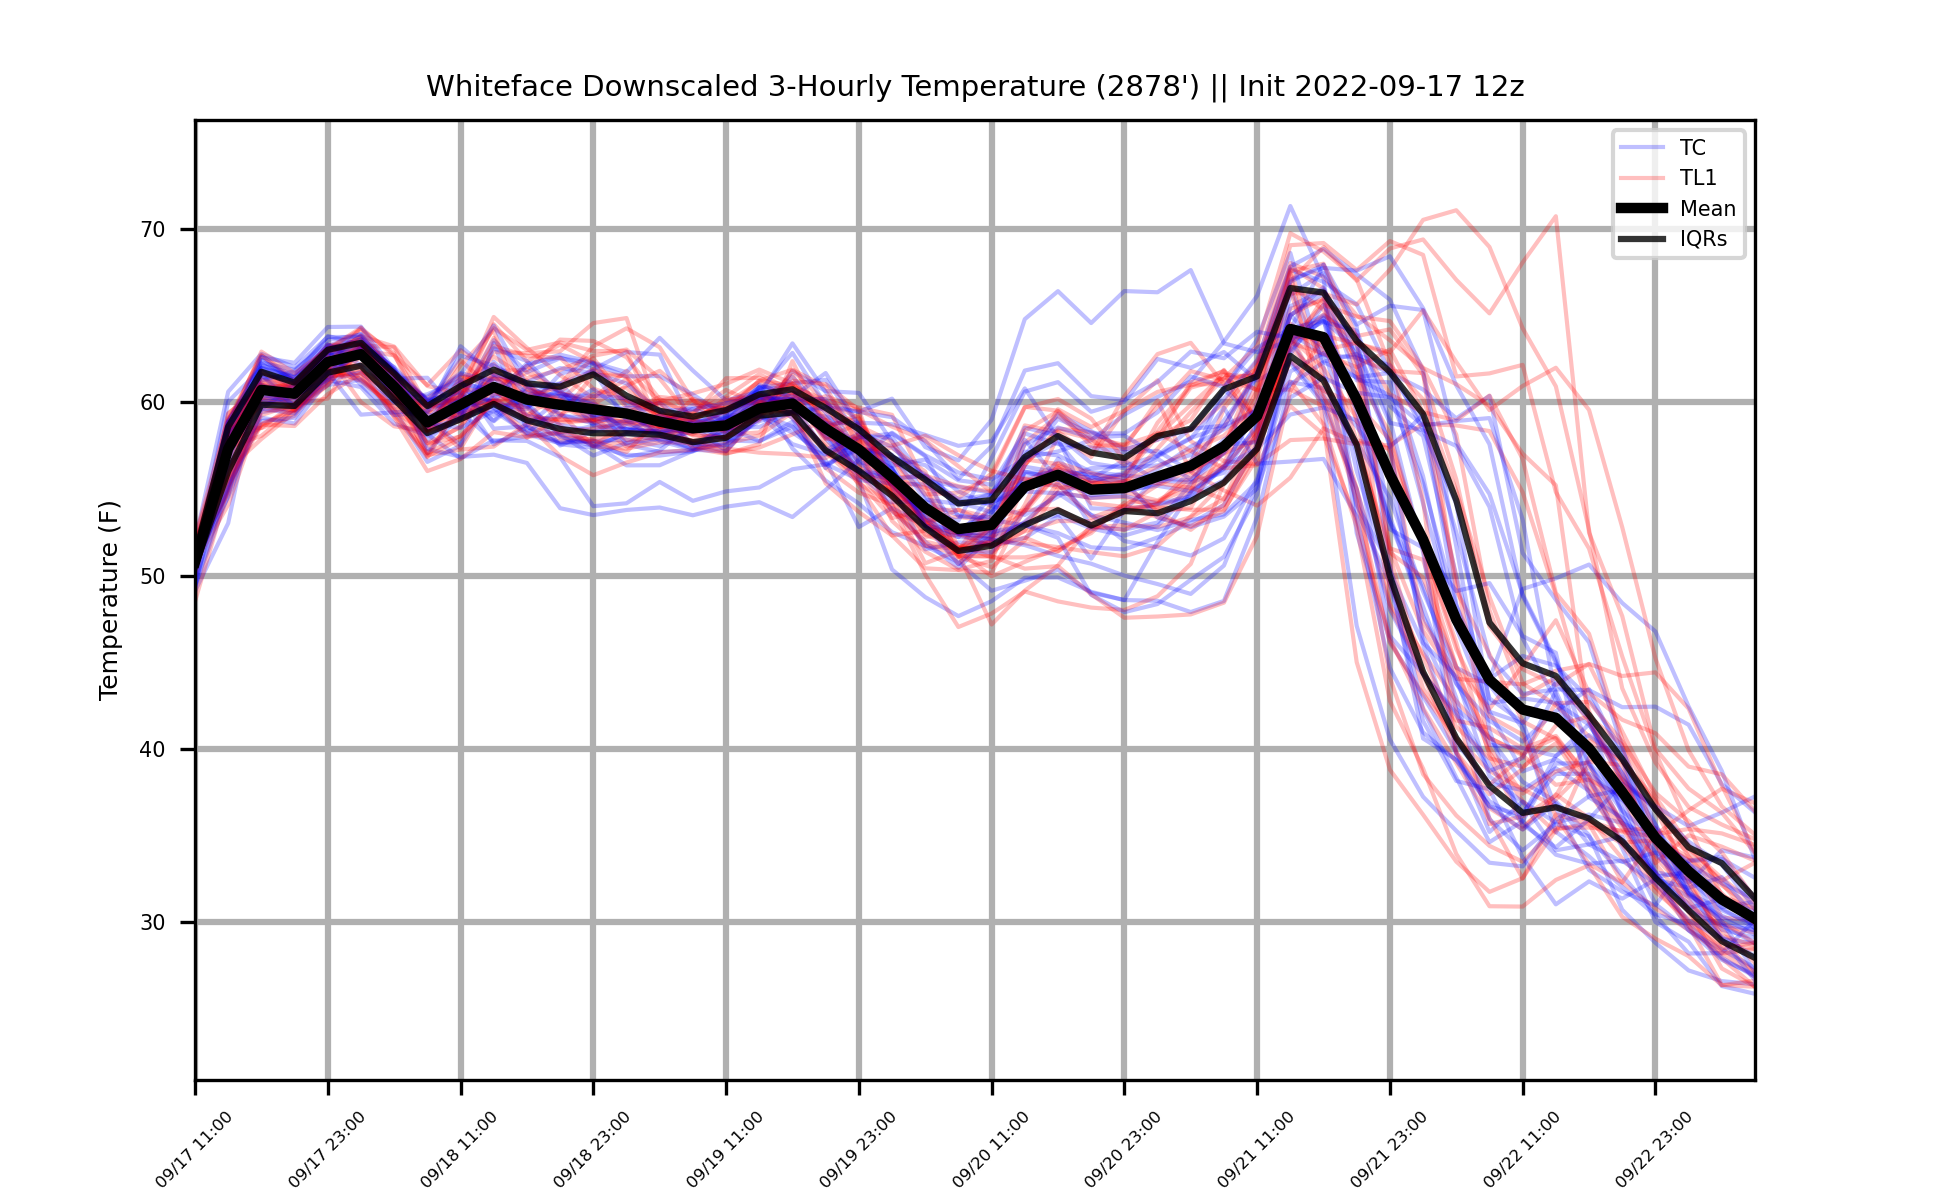 Whiteface Downscaled 3-Hourly Temperature (2878') || Init 2022-09-17 12z
TC
TL1
Mean
IQRs
Temperature (F)
70
60
50
40
30
09/17 11:00
09/17 23:00
09/18 11:00
09/18 23:00
09/19 11:00
09/19 23:00
09/20 11:00
09/20 23:00
09/21 11:00
09/21 23:00
09/22 11:00
09/22 23:00